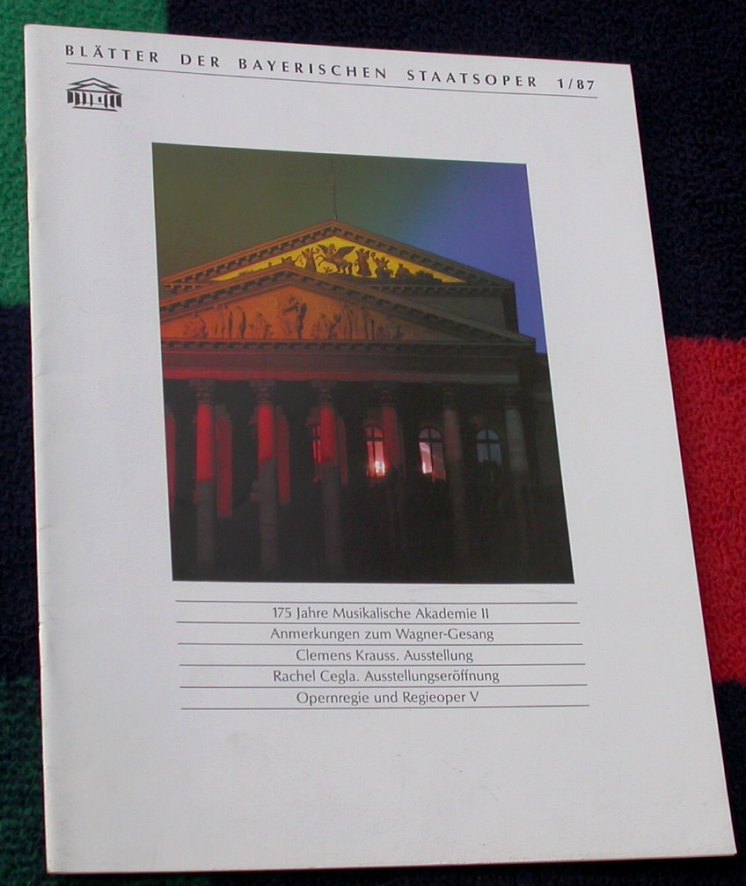 BLÄTTER DER BAYERISCHEN STAATSOPER 1/87
175 Jahre Musikalische Akademie II
Anmerkungen zum Wagner-Gesang
Clemens Krauss. Ausstellung
Rachel Cegla. Ausstellungseröffnung
Opernregie und Regieoper V